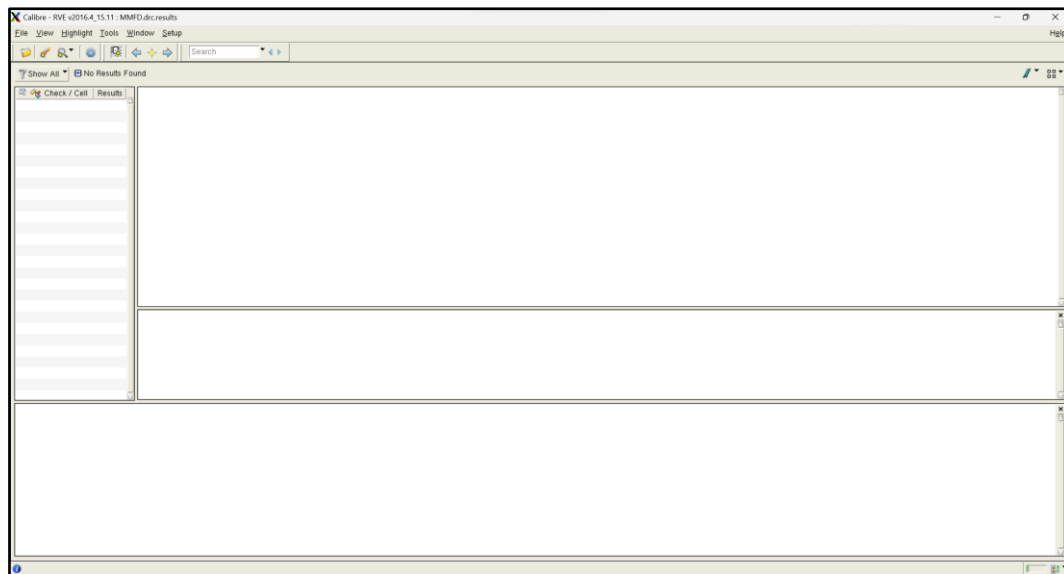 Calibre - RVE v2016.4_15.11 : MMFD.drc.results
File View Highlight Tools Window Setup Help
Search
Show All No Results Found
Check / Cell Results